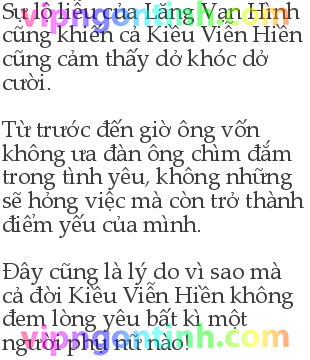 Sự lộ liễu của Lăng Vạn Hình
cũng khiến cả Kiều Viễn Hiền
cũng cảm thấy dở khóc dở
cười.
Từ trước đến giờ ông vốn
không ưa đàn ông chìm đắm
trong tình yêu, không những
sẽ hỏng việc mà còn trở thành
điểm yếu của mình.
Đây cũng là lý do vì sao mà
cả đời Kiều Viễn Hiền không
đem lòng yêu bất kì một
người phụ nữ nào!
vipngontinh.com
vipngontinh.com